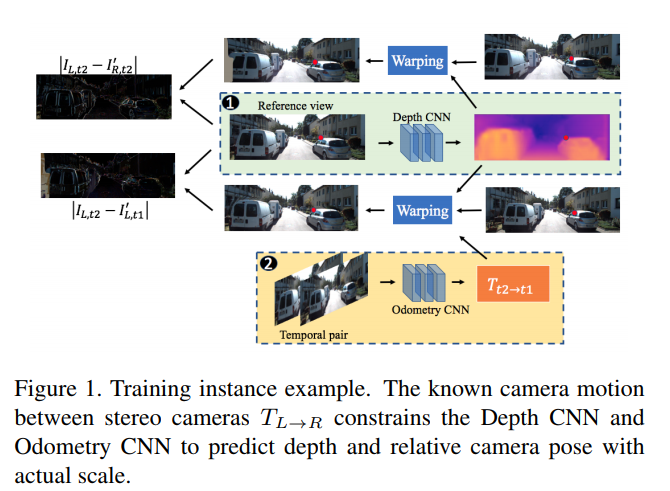 |I_{L,t2} − I'_{R,t2}|
Warping
1 Reference view
Depth CNN
|I_{L,t2} − I'_{L,t1}|
Warping
2
T_{t2→t1}
Odometry CNN
Temporal pair
Figure 1. Training instance example. The known camera motion
between stereo cameras T_{L→R} constrains the Depth CNN and
Odometry CNN to predict depth and relative camera pose with
actual scale.